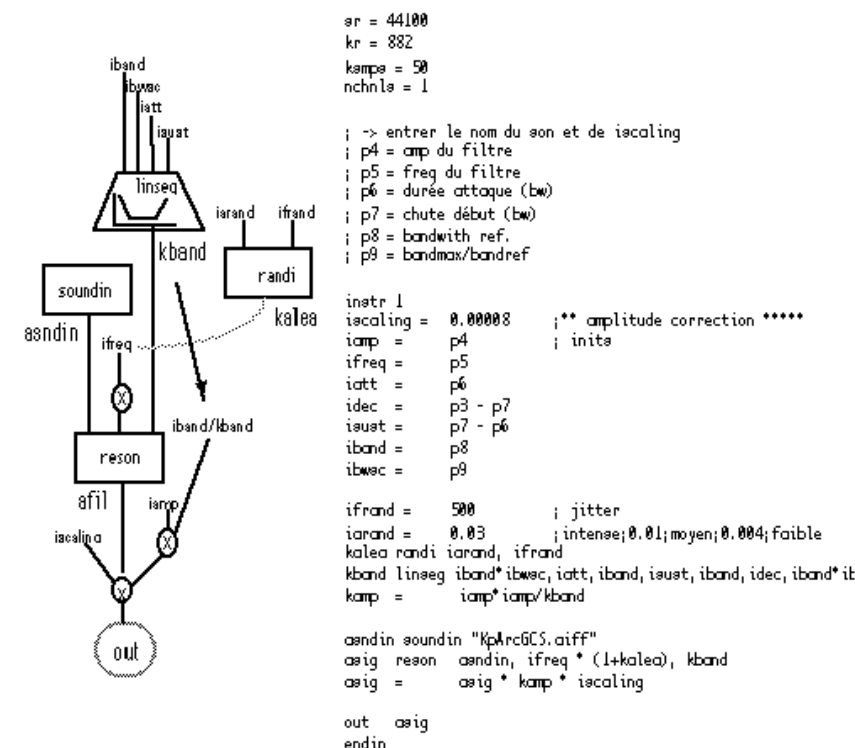 iband
ibwsc
iatt
isust
linseq
kband
iarand
ifrand
randi
kalea
soundin
asndin
ifreq
X
iband/kband
reson
afil
iamp
iscaling
X
X
out
sr = 44100
kr = 882
ksmps = 50
nchnls = 1
; -> entrer le nom du son et de iscaling
; p4 = amp du filtre
; p5 = freq du filtre
; p6 = durée attaque (bw)
; p7 = chute début (bw)
; p8 = bandwith ref.
; p9 = bandmax/bandref
instr 1
iscaling = 0.00008 ;** amplitude correction *****
iamp = p4 ; inits
ifreq = p5
iatt = p6
idec = p3 - p7
isust = p7 - p6
iband = p8
ibwsc = p9
ifrand = 500 ; jitter
iarand = 0.03 ;intense;0.01;moyen;0.004;faible
kalea randi iarand, ifrand
kband linseg iband*ibwsc,iatt,iband,isust,iband,idec,iband*ib
kamp = iamp*iamp/kband
asndin soundin "KpArcGCS.aiff"
asig reson asndin, ifreq * (1+kalea), kband
asig = asig * kamp * iscaling
out asig
endin